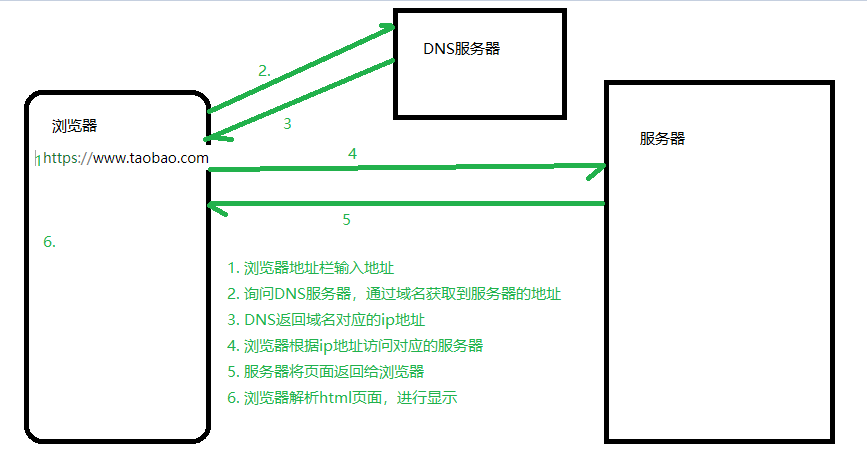 DNS服务器
2.
3
浏览器
服务器
1 https://www.taobao.com
4
5
6.
1. 浏览器地址栏输入地址
2. 询问DNS服务器，通过域名获取到服务器的地址
3. DNS返回域名对应的ip地址
4. 浏览器根据ip地址访问对应的服务器
5. 服务器将页面返回给浏览器
6. 浏览器解析html页面，进行显示